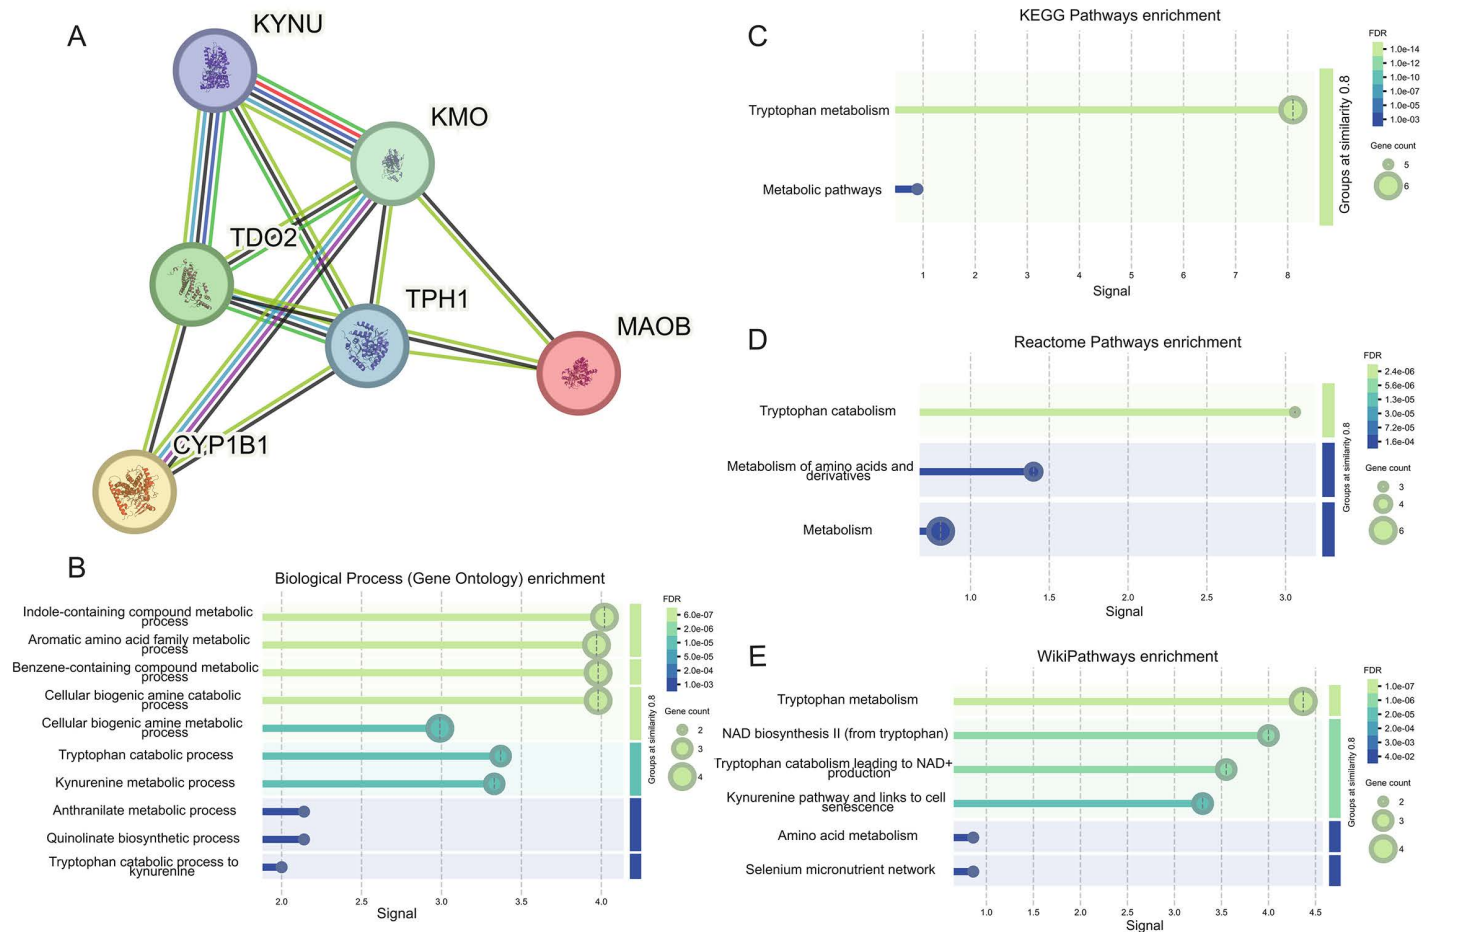 A
KYNU
KMO
TDO2
TPH1
MAOB
CYP1B1
B
Biological Process (Gene Ontology) enrichment
Indole-containing compound metabolic
process
Aromatic amino acid family metabolic
process
Benzene-containing compound metabolic
process
Cellular biogenic amine catabolic
process
Cellular biogenic amine metabolic
process
Tryptophan catabolic process
Kynurenine metabolic process
Anthranilate metabolic process
Quinolinate biosynthetic process
Tryptophan catabolic process to
kynurenine
2.0 2.5 3.0 3.5 4.0
Signal
Groups at similarity 0.8
FDR
6.0e-07
2.0e-06
1.0e-05
5.0e-05
2.0e-04
1.0e-03
Gene count
2
3
4
C
KEGG Pathways enrichment
Tryptophan metabolism
Metabolic pathways
1 2 3 4 5 6 7 8
Signal
Groups at similarity 0.8
FDR
1.0e-14
1.0e-12
1.0e-10
1.0e-07
1.0e-05
1.0e-03
Gene count
5
6
D
Reactome Pathways enrichment
Tryptophan catabolism
Metabolism of amino acids and
derivatives
Metabolism
1.0 1.5 2.0 2.5 3.0
Signal
Groups at similarity 0.8
FDR
2.4e-06
5.6e-06
1.3e-05
3.0e-05
7.2e-05
1.6e-04
Gene count
3
4
6
E
WikiPathways enrichment
Tryptophan metabolism
NAD biosynthesis II (from tryptophan)
Tryptophan catabolism leading to NAD+
production
Kynurenine pathway and links to cell
senescence
Amino acid metabolism
Selenium micronutrient network
1.0 1.5 2.0 2.5 3.0 3.5 4.0 4.5
Signal
Groups at similarity 0.8
FDR
1.0e-07
1.0e-06
2.0e-05
2.0e-04
3.0e-03
4.0e-02
Gene count
2
3
4